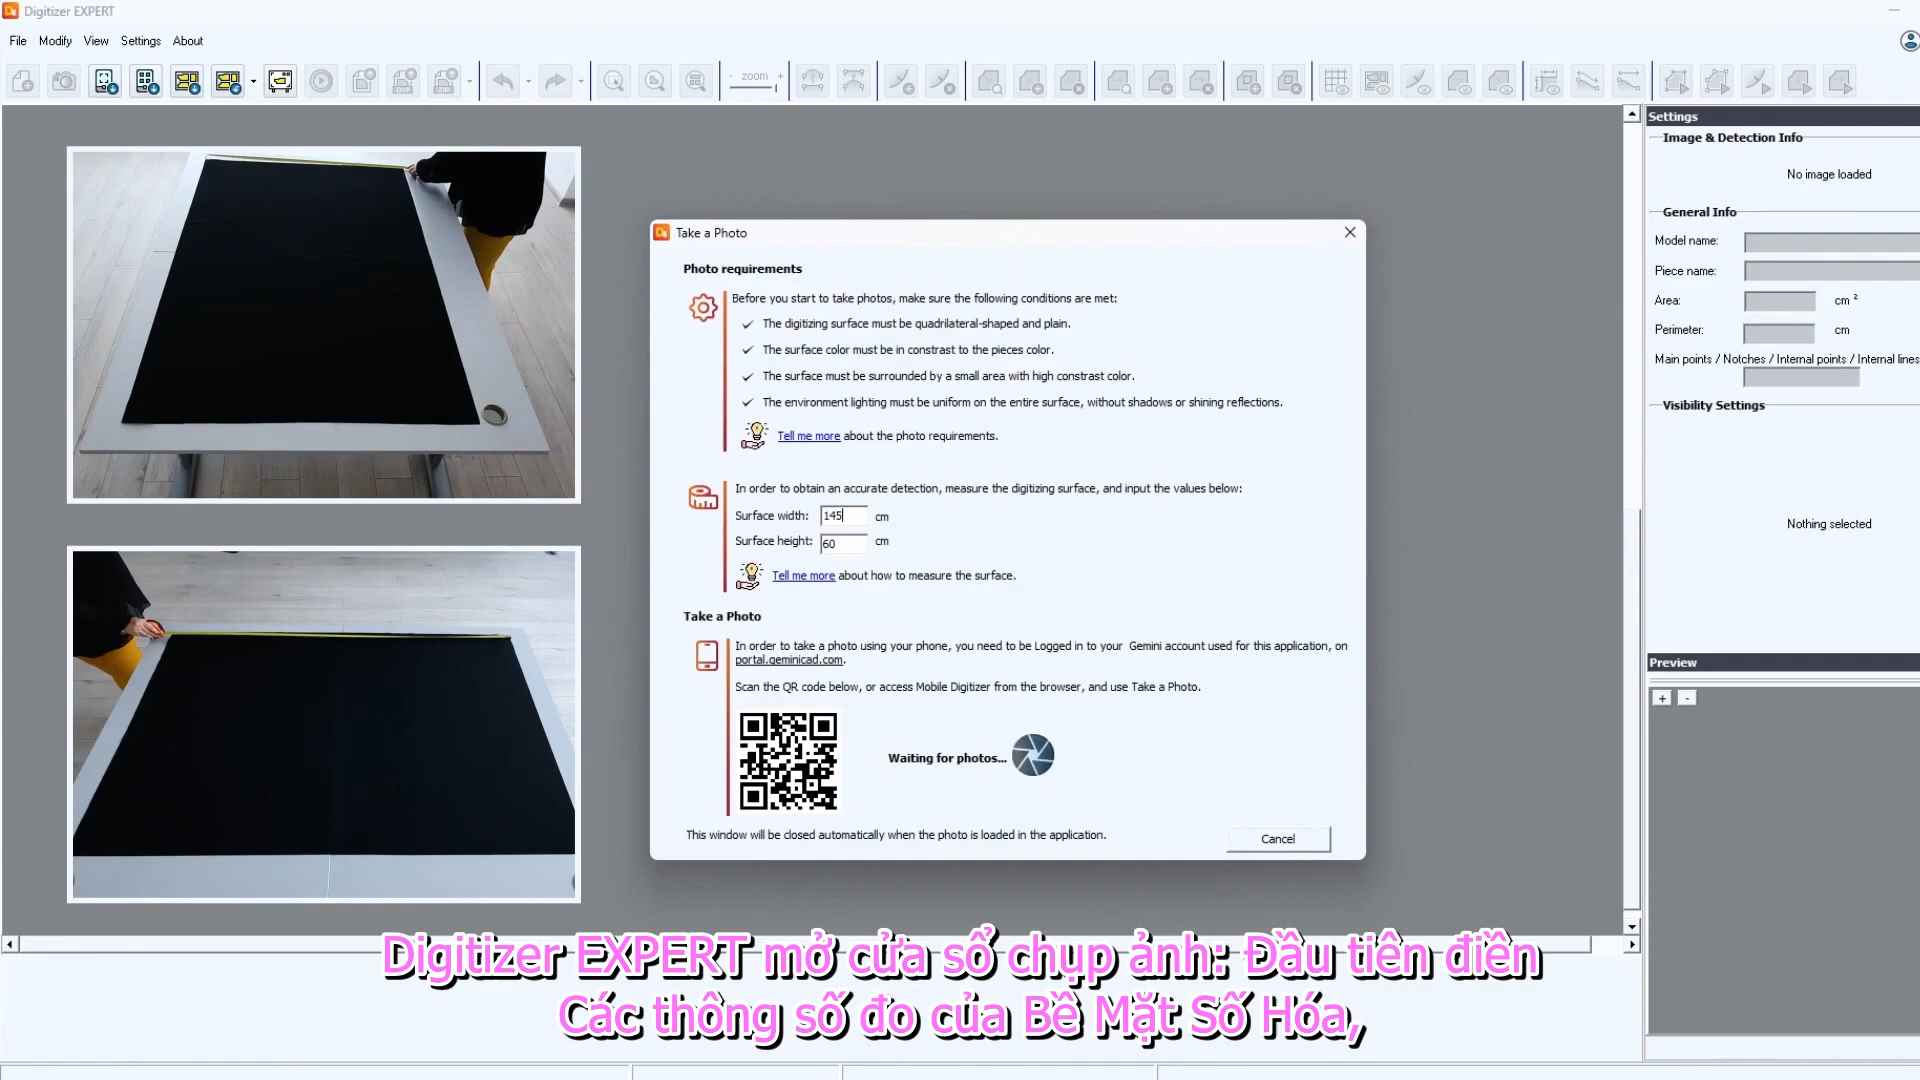 Digitizer EXPERT
File Modify View Settings About
- zoom +
Settings
Image & Detection Info
No image loaded
General Info
Model name:
Piece name:
Area: cm ²
Perimeter: cm
Main points / Notches / Internal points / Internal lines
Visibility Settings
Nothing selected
Preview
+ -
Take a Photo
Photo requirements
Before you start to take photos, make sure the following conditions are met:
The digitizing surface must be quadrilateral-shaped and plain.
The surface color must be in constrast to the pieces color.
The surface must be surrounded by a small area with high constrast color.
The environment lighting must be uniform on the entire surface, without shadows or shining reflections.
Tell me more about the photo requirements.
In order to obtain an accurate detection, measure the digitizing surface, and input the values below:
Surface width: 145 cm
Surface height: 60 cm
Tell me more about how to measure the surface.
Take a Photo
In order to take a photo using your phone, you need to be Logged in to your Gemini account used for this application, on
portal.geminicad.com.
Scan the QR code below, or access Mobile Digitizer from the browser, and use Take a Photo.
Waiting for photos...
This window will be closed automatically when the photo is loaded in the application.
Cancel
Digitizer EXPERT mở cửa sổ chụp ảnh: Đầu tiên điền
Các thông số đo của Bề Mặt Số Hóa,